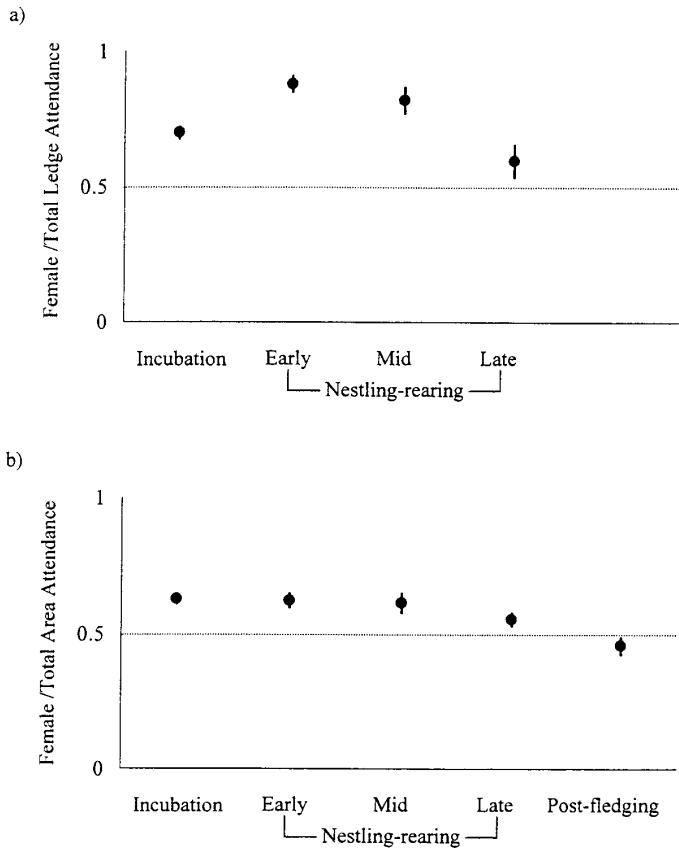 a)
1
Female /Total Ledge Attendance
0.5
0
Incubation Early Mid Late
Nestling-rearing
b)
1
Female /Total Area Attendance
0.5
0
Incubation Early Mid Late Post-fledging
Nestling-rearing